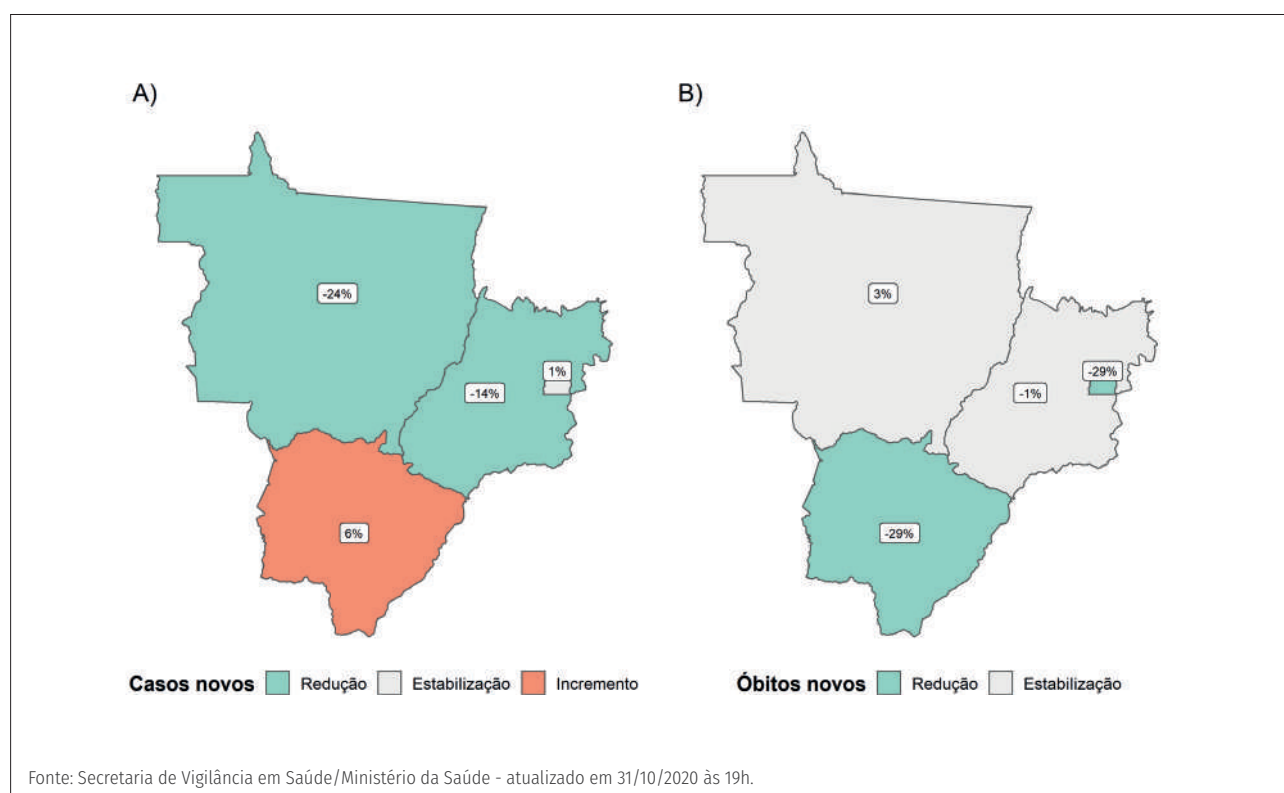 A)
-24%
1%
-14%
6%
Casos novos Redução Estabilização Incremento
B)
3%
-29%
-1%
-29%
Óbitos novos Redução Estabilização
Fonte: Secretaria de Vigilância em Saúde/Ministério da Saúde - atualizado em 31/10/2020 às 19h.